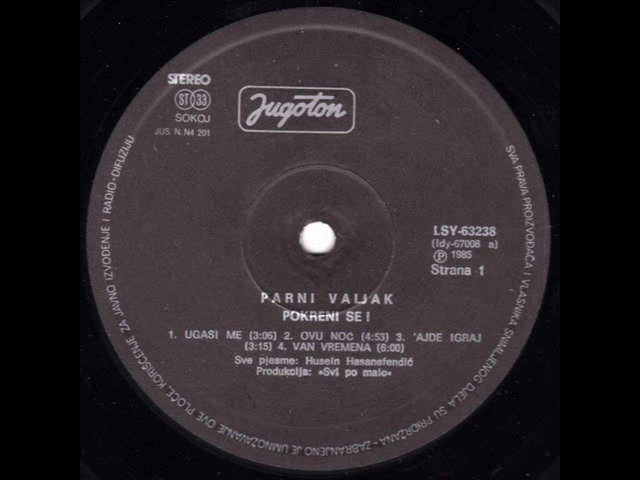 STEREO
ST 33
SOKOJ
JUS. N. N4 201
Jugoton
LSY-63238
(ldy-67008 a)
Ⓟ 1985
Strana 1
PARNI VALJAK
POKRENI SE!
1. UGASI ME (3:06) 2. OVU NOĆ (4:53) 3. 'AJDE IGRAJ
(3:15) 4. VAN VREMENA (6:00)
Sve pjesme: Husein Hasanefendić
Produkcija: »Svi po malo«
SVA PRAVA PROIZVOĐAČA I VLASNIKA SNIMLJENOG DJELA SU PRIDRŽANA - ZABRANJENO JE UMNOŽAVANJE OVE PLOČE, KORIŠĆENJE ZA JAVNO IZVOĐENJE I RADIO-DIFUZIJU